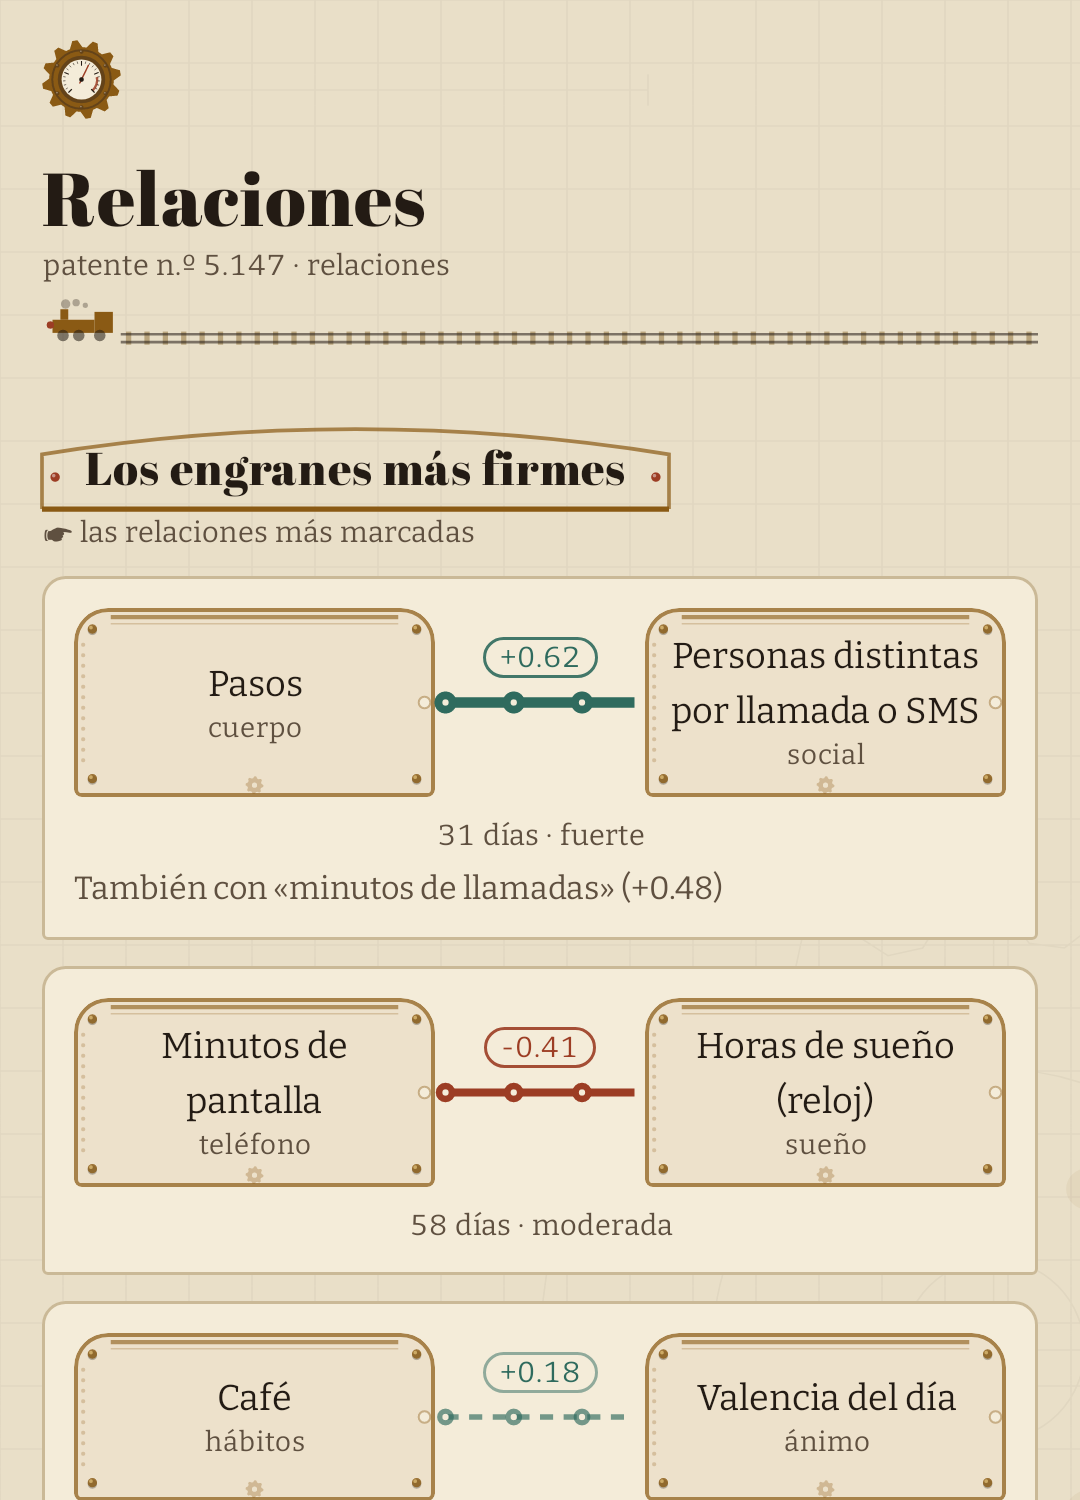 Relaciones
patente n.º 5.147 · relaciones
Los engranes más firmes
☛ las relaciones más marcadas
Pasos
cuerpo
+0.62
Personas distintas
por llamada o SMS
social
31 días · fuerte
También con «minutos de llamadas» (+0.48)
Minutos de
pantalla
teléfono
-0.41
Horas de sueño
(reloj)
sueño
58 días · moderada
Café
hábitos
+0.18
Valencia del día
ánimo